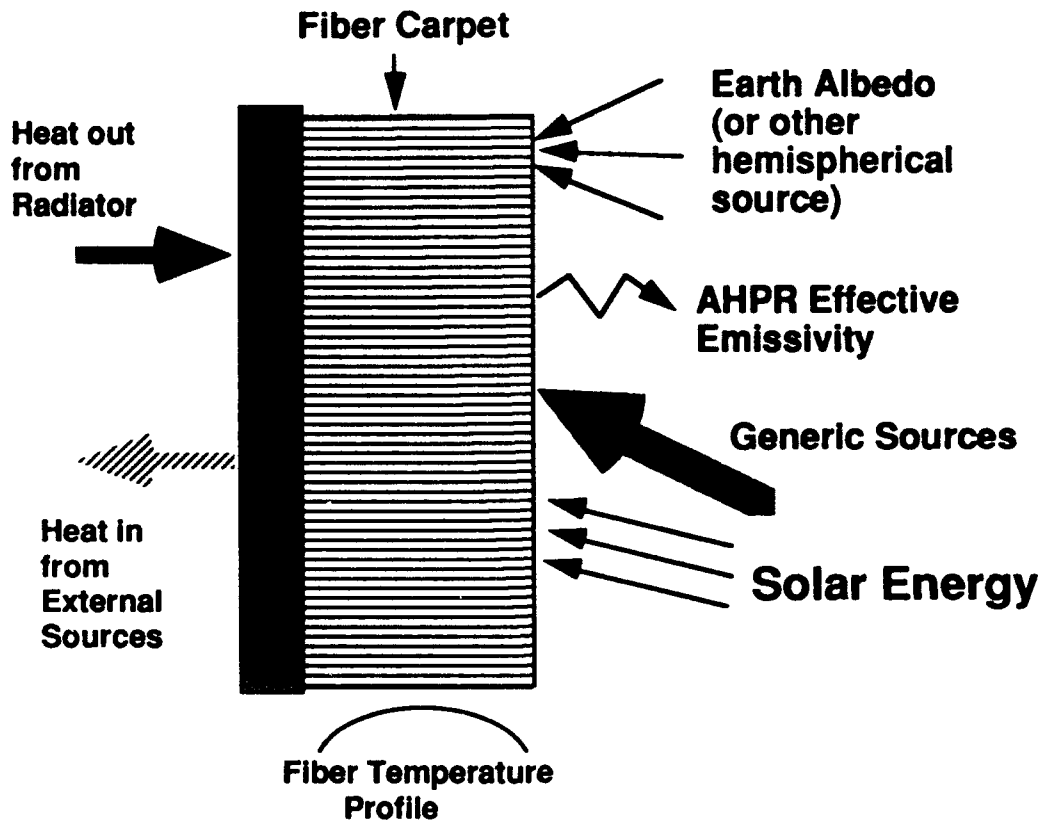 Fiber Carpet
Heat out
from
Radiator
Earth Albedo
(or other
hemispherical
source)
AHPR Effective
Emissivity
Generic Sources
Heat in
from
External
Sources
Solar Energy
Fiber Temperature
Profile